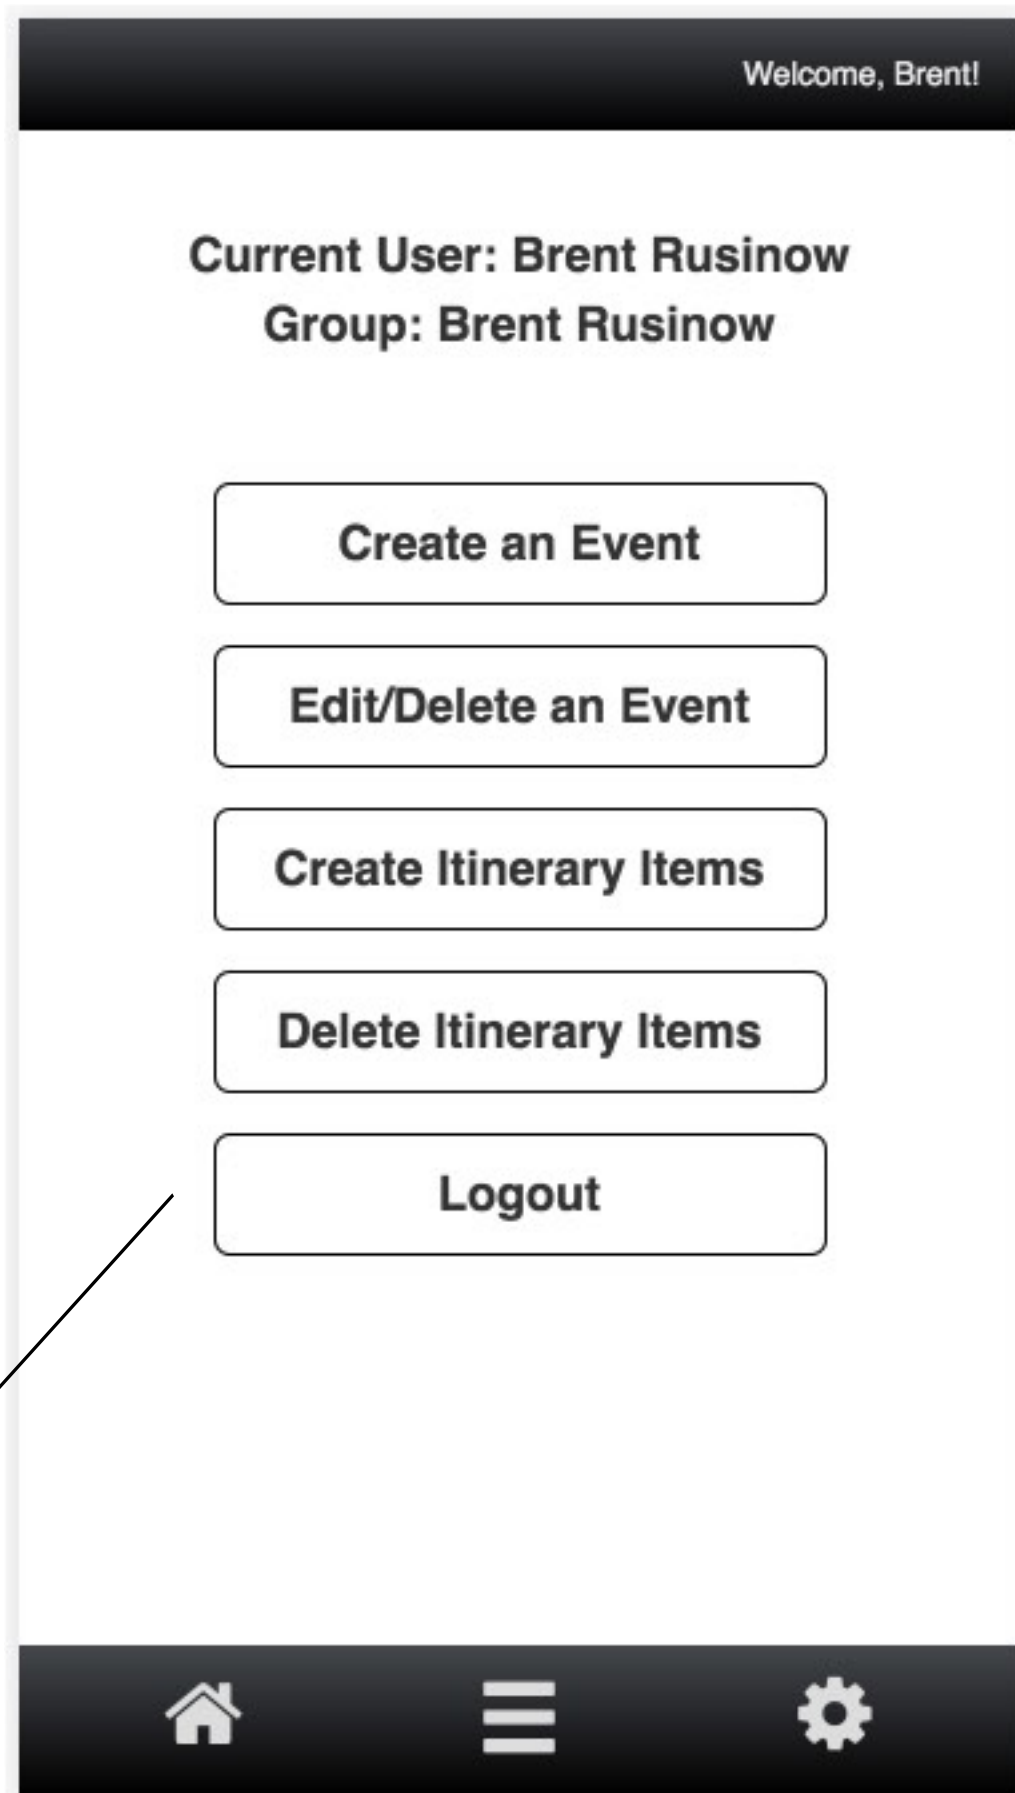 Welcome, Brent!
Current User: Brent Rusinow
Group: Brent Rusinow
Create an Event
Edit/Delete an Event
Create Itinerary Items
Delete Itinerary Items
Logout